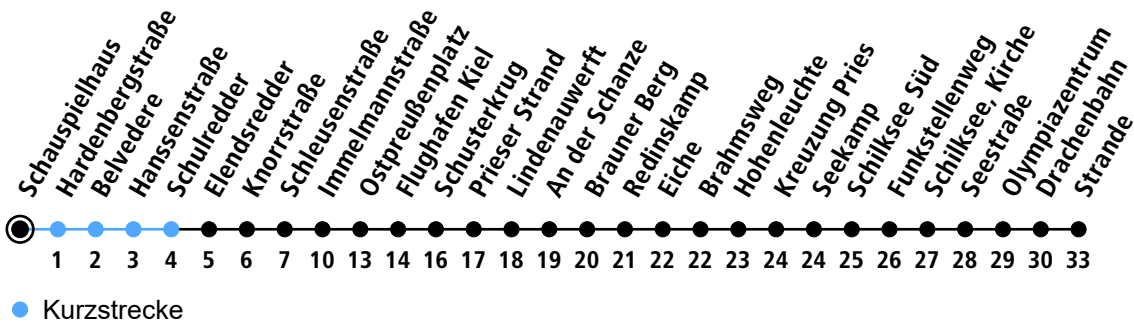 Schauspielhaus
Hardenbergstraße
Belvedere
Hanssenstraße
Schulredder
Elendsredder
Knorrstraße
Schleusenstraße
Immelmannstraße
Ostpreußenplatz
Flughafen Kiel
Schusterkrug
Prieser Strand
Lindenauwerft
An der Schanze
Brauner Berg
Redinskamp
Eiche
Brahmsweg
Hohenleuchte
Kreuzung Pries
Seekamp
Schilksee Süd
Funkstellenweg
Schilksee, Kirche
Seestraße
Olympiazentrum
Drachenbahn
Strande
1 2 3 4 5 6 7 10 13 14 16 17 18 19 20 21 22 22 23 24 24 25 26 27 28 29 30 33
Kurzstrecke